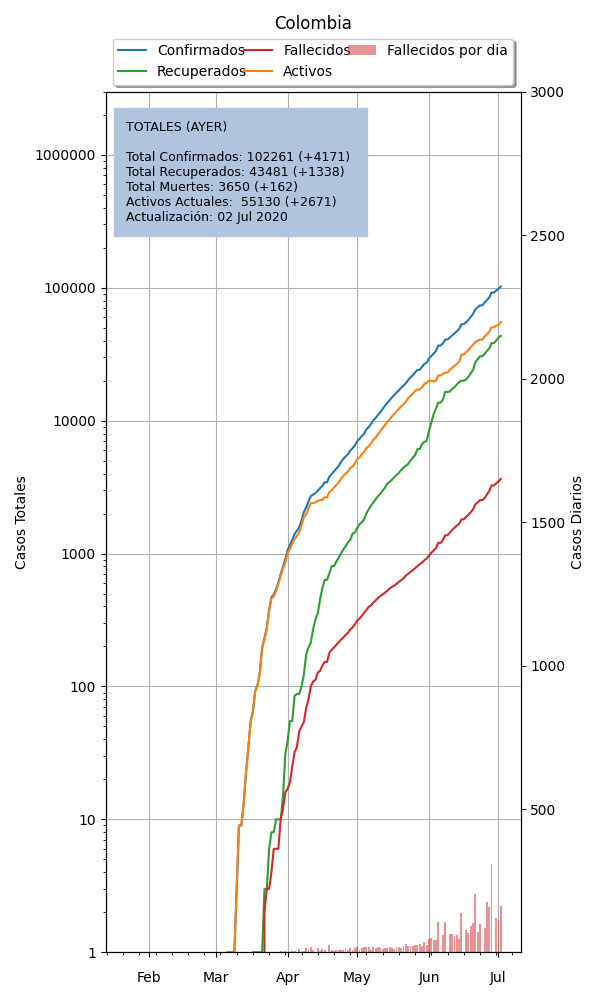 Colombia
Confirmados
Recuperados
Fallecidos
Activos
Fallecidos por dia
TOTALES (AYER)
Total Confirmados: 102261 (+4171)
Total Recuperados: 43481 (+1338)
Total Muertes: 3650 (+162)
Activos Actuales:  55130 (+2671)
Actualización: 02 Jul 2020
Casos Totales
1000000
100000
10000
1000
100
10
1
3000
2500
2000
1500
1000
500
Casos Diarios
Feb
Mar
Apr
May
Jun
Jul